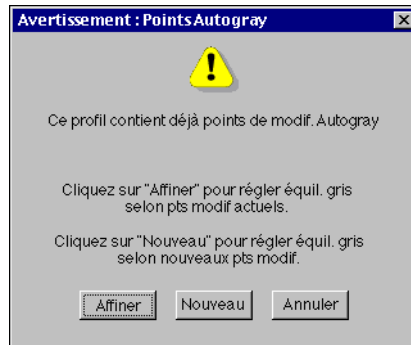 Avertissement : Points Autogray
Ce profil contient déjà points de modif. Autogray
Cliquez sur "Affiner" pour régler équil. gris
selon pts modif actuels.
Cliquez sur "Nouveau" pour régler équil. gris
selon nouveaux pts modif.
Affiner Nouveau Annuler